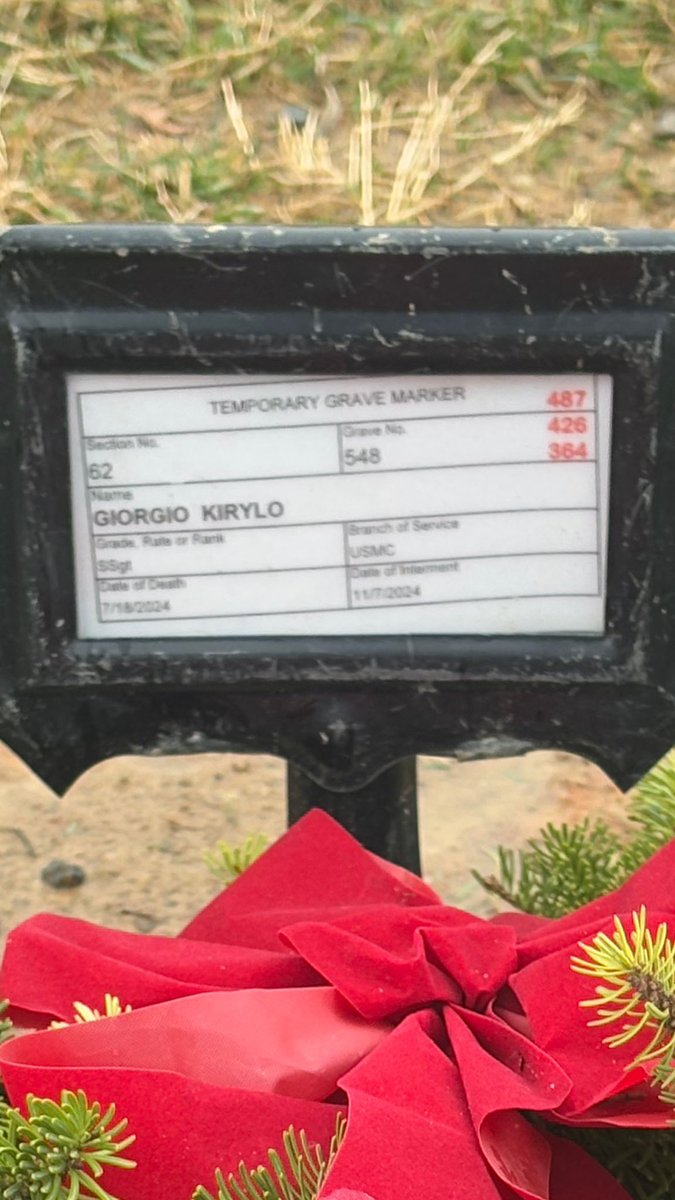 TEMPORARY GRAVE MARKER 487
426
Section No. Grave No.
62 548 364
Name
GIORGIO KIRYLO
Grade, Rate or Rank Branch of Service
SSgt USMC
Date of Death Date of Interment
7/18/2024 11/7/2024